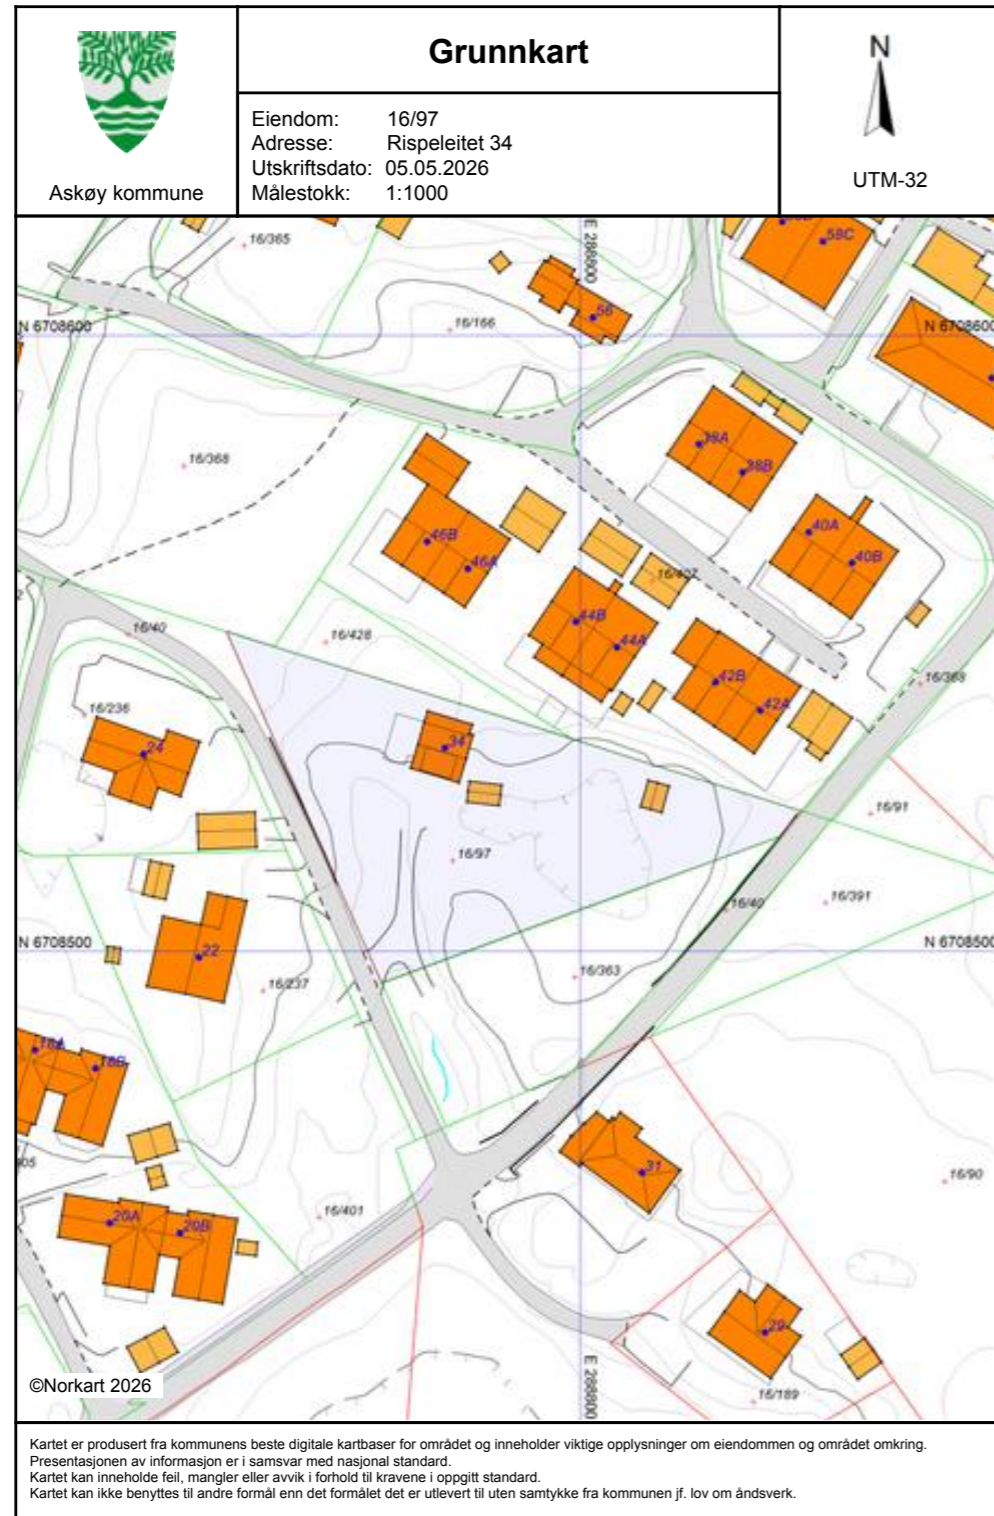 Askøy kommune
Grunnkart
Eiendom: 16/97
Adresse: Rispeleitet 34
Utskriftsdato: 05.05.2026
Målestokk: 1:1000
N
UTM-32
16/365
E 288800
58C
56
N 6708600
16/166
N 6708600
38A
38B
16/368
40A
46B
40B
46A
16/407
44B
16/40
16/428
44A
42B
16/368
42A
16/236
24
34
16/91
16/97
16/391
16/40
N 6708500
22
N 6708500
16/363
16/237
18A
18B
31
16/90
16/401
20A
20B
29
E 288800
16/189
©Norkart 2026
Kartet er produsert fra kommunens beste digitale kartbaser for området og inneholder viktige opplysninger om eiendommen og området omkring.
Presentasjonen av informasjon er i samsvar med nasjonal standard.
Kartet kan inneholde feil, mangler eller avvik i forhold til kravene i oppgitt standard.
Kartet kan ikke benyttes til andre formål enn det formålet det er utlevert til uten samtykke fra kommunen jf. lov om åndsverk.